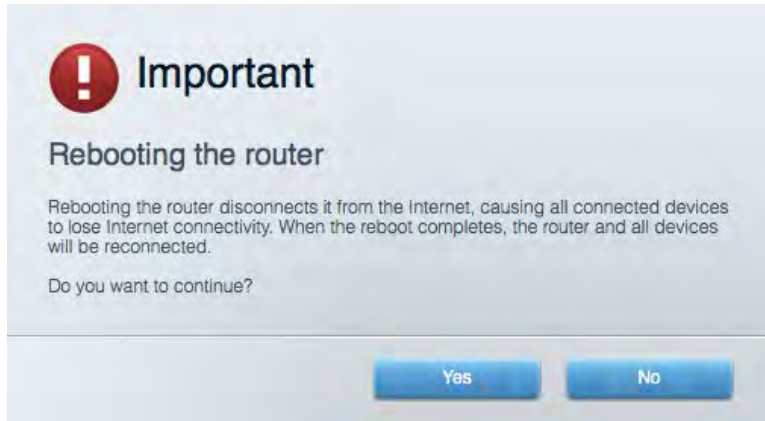 Important
Rebooting the router
Rebooting the router disconnects it from the Internet, causing all connected devices
to lose Internet connectivity. When the reboot completes, the router and all devices
will be reconnected.
Do you want to continue?
Yes No